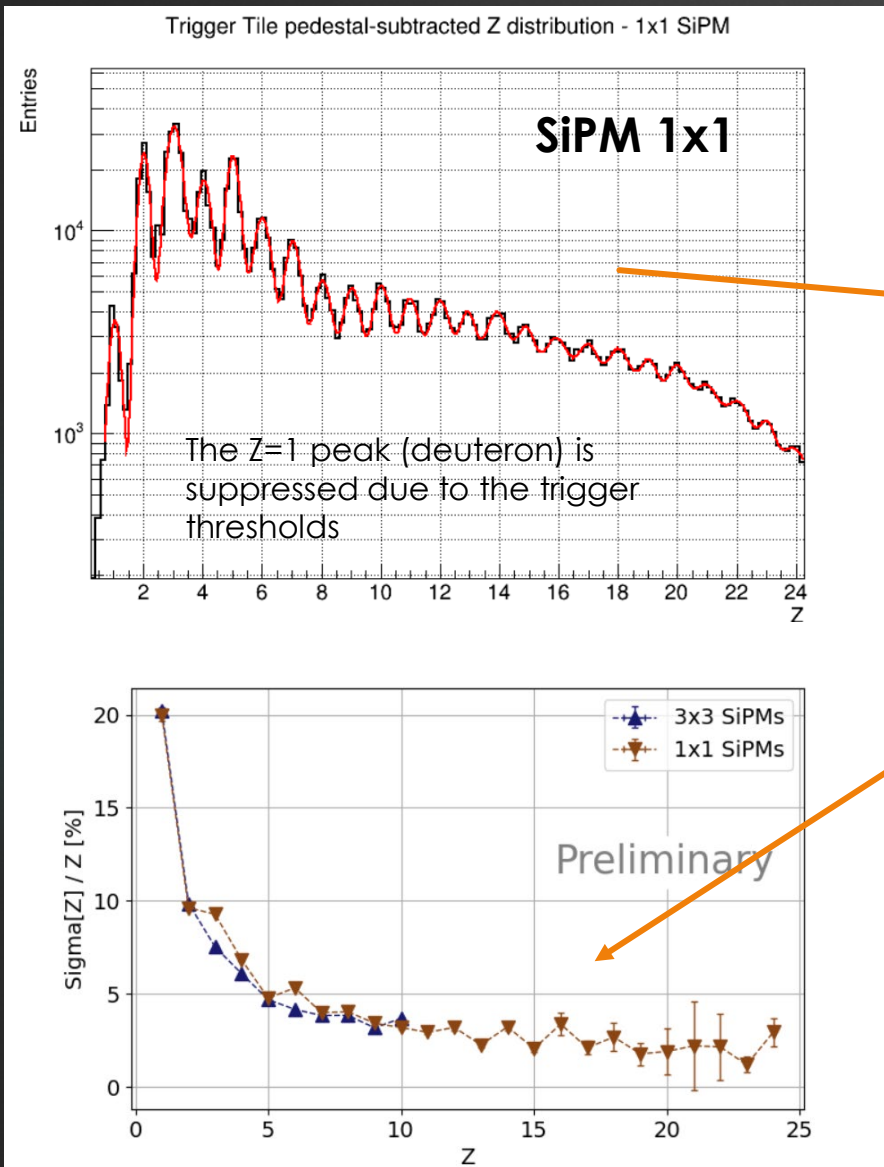 Trigger Tile pedestal-subtracted Z distribution - 1x1 SiPM
Entries
SiPM 1x1
10⁴
10³
The Z=1 peak (deuteron) is
suppressed due to the trigger
thresholds
2 4 6 8 10 12 14 16 18 20 22 24
Z
3x3 SiPMs
1x1 SiPMs
Preliminary
Sigma[Z] / Z [%]
20
15
10
5
0
0 5 10 15 20 25
Z